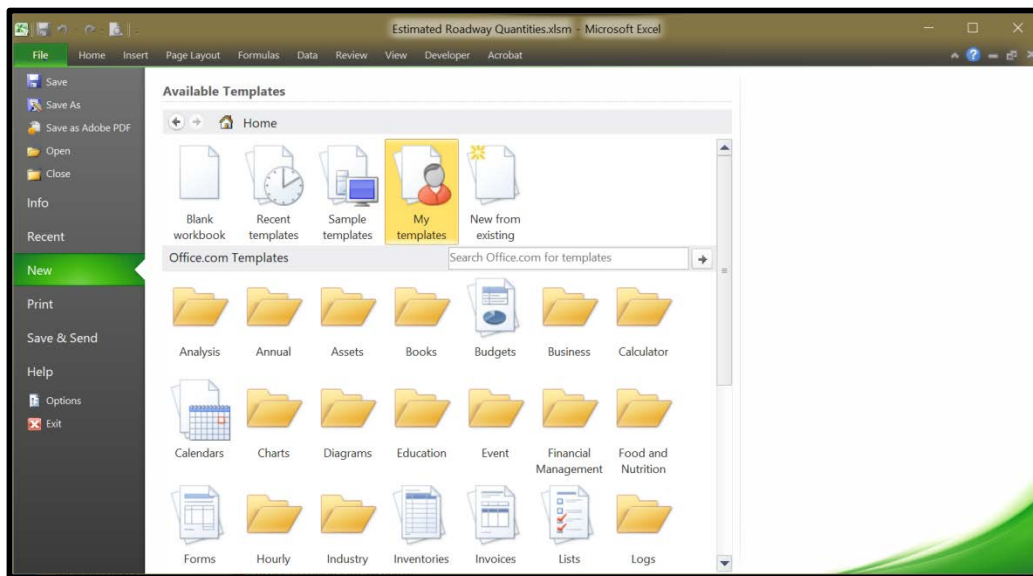 Estimated Roadway Quantities.xlsm - Microsoft Excel
File Home Insert Page Layout Formulas Data Review View Developer Acrobat
Save
Save As
Save as Adobe PDF
Open
Close
Info
Recent
New
Print
Save & Send
Help
Options
Exit
Available Templates
Home
Blank workbook
Recent templates
Sample templates
My templates
New from existing
Office.com Templates
Search Office.com for templates
Analysis Annual Assets Books Budgets Business Calculator
Calendars Charts Diagrams Education Event Financial Management Food and Nutrition
Forms Hourly Industry Inventories Invoices Lists Logs